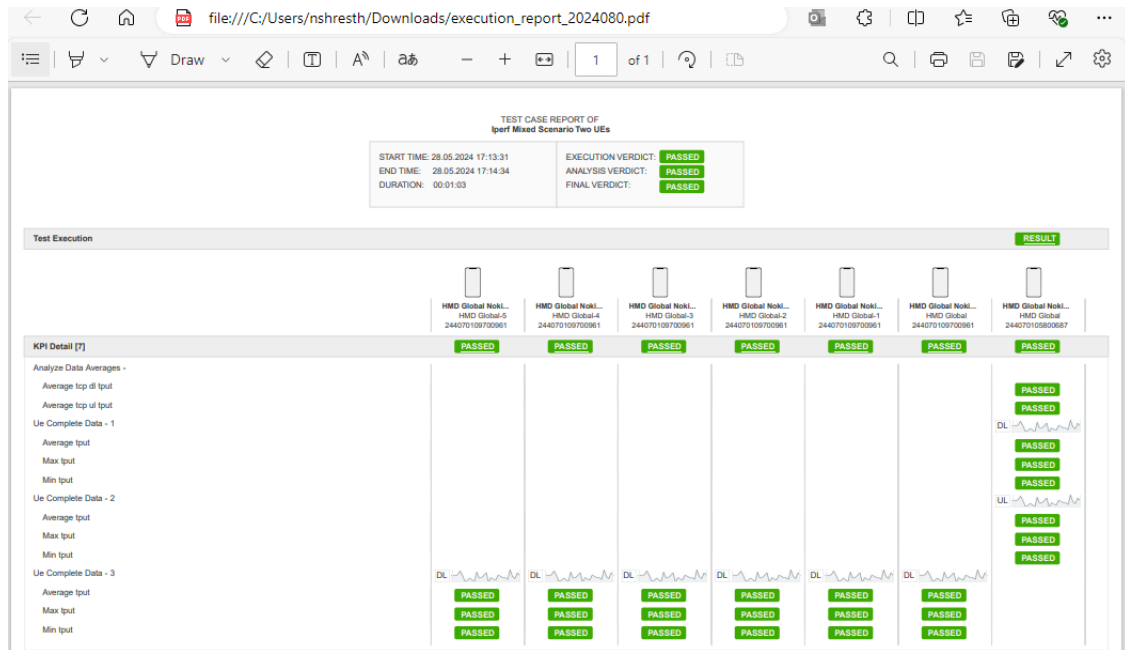 file:///C:/Users/nshresth/Downloads/execution_report_2024080.pdf
Draw
aあ
1 of 1
TEST CASE REPORT OF
Iperf Mixed Scenario Two UEs
START TIME: 28.05.2024 17:13:31 EXECUTION VERDICT: PASSED
END TIME: 28.05.2024 17:14:34 ANALYSIS VERDICT: PASSED
DURATION: 00:01:03 FINAL VERDICT: PASSED
Test Execution RESULT
HMD Global Noki... HMD Global Noki... HMD Global Noki... HMD Global Noki... HMD Global Noki... HMD Global Noki... HMD Global Noki...
HMD Global-5 HMD Global-4 HMD Global-3 HMD Global-2 HMD Global-1 HMD Global HMD Global
244070109700961 244070109700961 244070109700961 244070109700961 244070109700961 244070109700961 244070105800687
KPI Detail [7] PASSED PASSED PASSED PASSED PASSED PASSED PASSED
Analyze Data Averages -
Average tcp dl tput PASSED
Average tcp ul tput PASSED
Ue Complete Data - 1 DL
Average tput PASSED
Max tput PASSED
Min tput PASSED
Ue Complete Data - 2 UL
Average tput PASSED
Max tput PASSED
Min tput PASSED
Ue Complete Data - 3 DL DL DL DL DL DL
Average tput PASSED PASSED PASSED PASSED PASSED PASSED
Max tput PASSED PASSED PASSED PASSED PASSED PASSED
Min tput PASSED PASSED PASSED PASSED PASSED PASSED